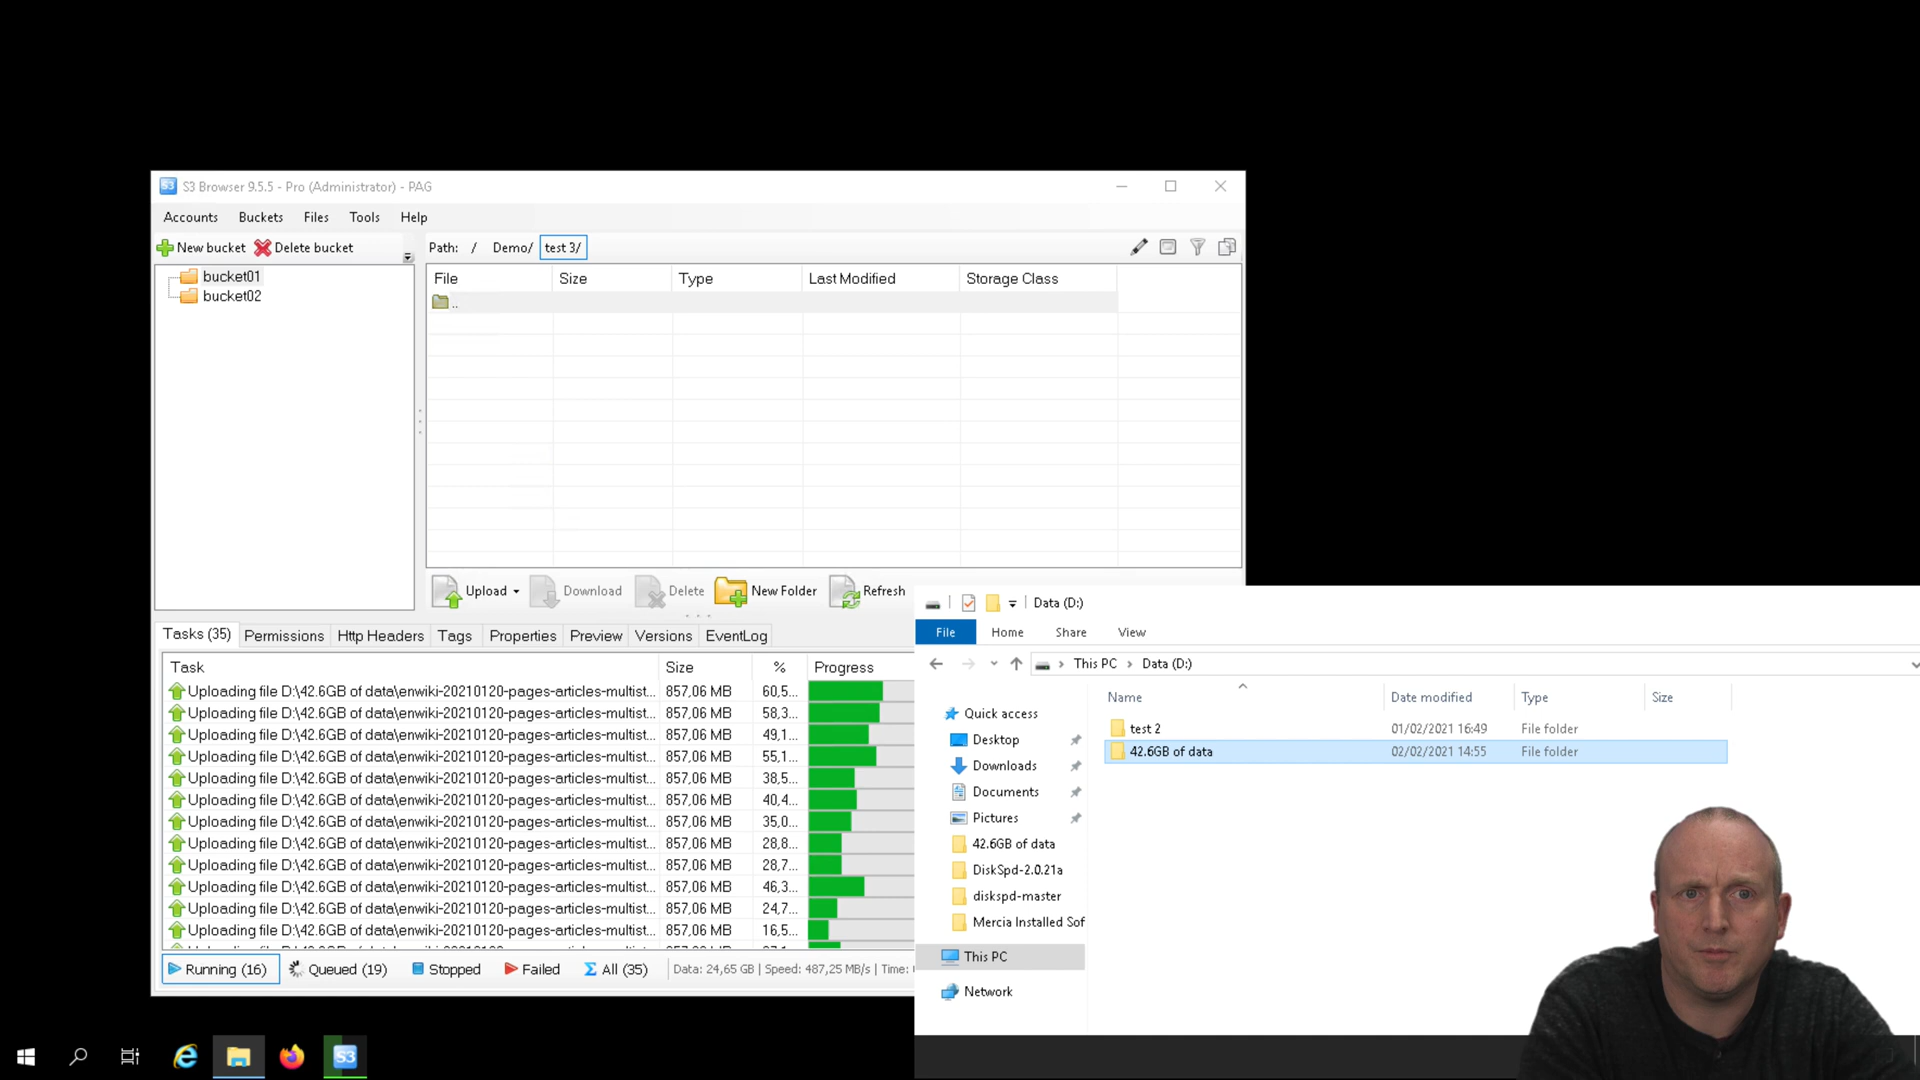 S3 Browser 9.5.5 - Pro (Administrator) - PAG
Accounts Buckets Files Tools Help
New bucket Delete bucket
Path: / Demo/ test 3/
bucket01
bucket02
File Size Type Last Modified Storage Class
..
Upload Download Delete New Folder Refresh
Tasks (35) Permissions Http Headers Tags Properties Preview Versions EventLog
Task Size % Progress
Uploading file D:\42.6GB of data\enwiki-20210120-pages-articles-multist... 857,06 MB 60,5...
Uploading file D:\42.6GB of data\enwiki-20210120-pages-articles-multist... 857,06 MB 58,3...
Uploading file D:\42.6GB of data\enwiki-20210120-pages-articles-multist... 857,06 MB 49,1...
Uploading file D:\42.6GB of data\enwiki-20210120-pages-articles-multist... 857,06 MB 55,1...
Uploading file D:\42.6GB of data\enwiki-20210120-pages-articles-multist... 857,06 MB 38,5...
Uploading file D:\42.6GB of data\enwiki-20210120-pages-articles-multist... 857,06 MB 40,4...
Uploading file D:\42.6GB of data\enwiki-20210120-pages-articles-multist... 857,06 MB 35,0...
Uploading file D:\42.6GB of data\enwiki-20210120-pages-articles-multist... 857,06 MB 28,8...
Uploading file D:\42.6GB of data\enwiki-20210120-pages-articles-multist... 857,06 MB 28,7...
Uploading file D:\42.6GB of data\enwiki-20210120-pages-articles-multist... 857,06 MB 46,3...
Uploading file D:\42.6GB of data\enwiki-20210120-pages-articles-multist... 857,06 MB 24,7...
Uploading file D:\42.6GB of data\enwiki-20210120-pages-articles-multist... 857,06 MB 16,5...
Running (16) Queued (19) Stopped Failed All (35) Data: 24,65 GB | Speed: 487,25 MB/s | Time:
Data (D:)
File Home Share View
This PC > Data (D:)
Name Date modified Type Size
test 2 01/02/2021 16:49 File folder
42.6GB of data 02/02/2021 14:55 File folder
Quick access
Desktop
Downloads
Documents
Pictures
42.6GB of data
DiskSpd-2.0.21a
diskspd-master
Mercia Installed Sof
This PC
Network
S3